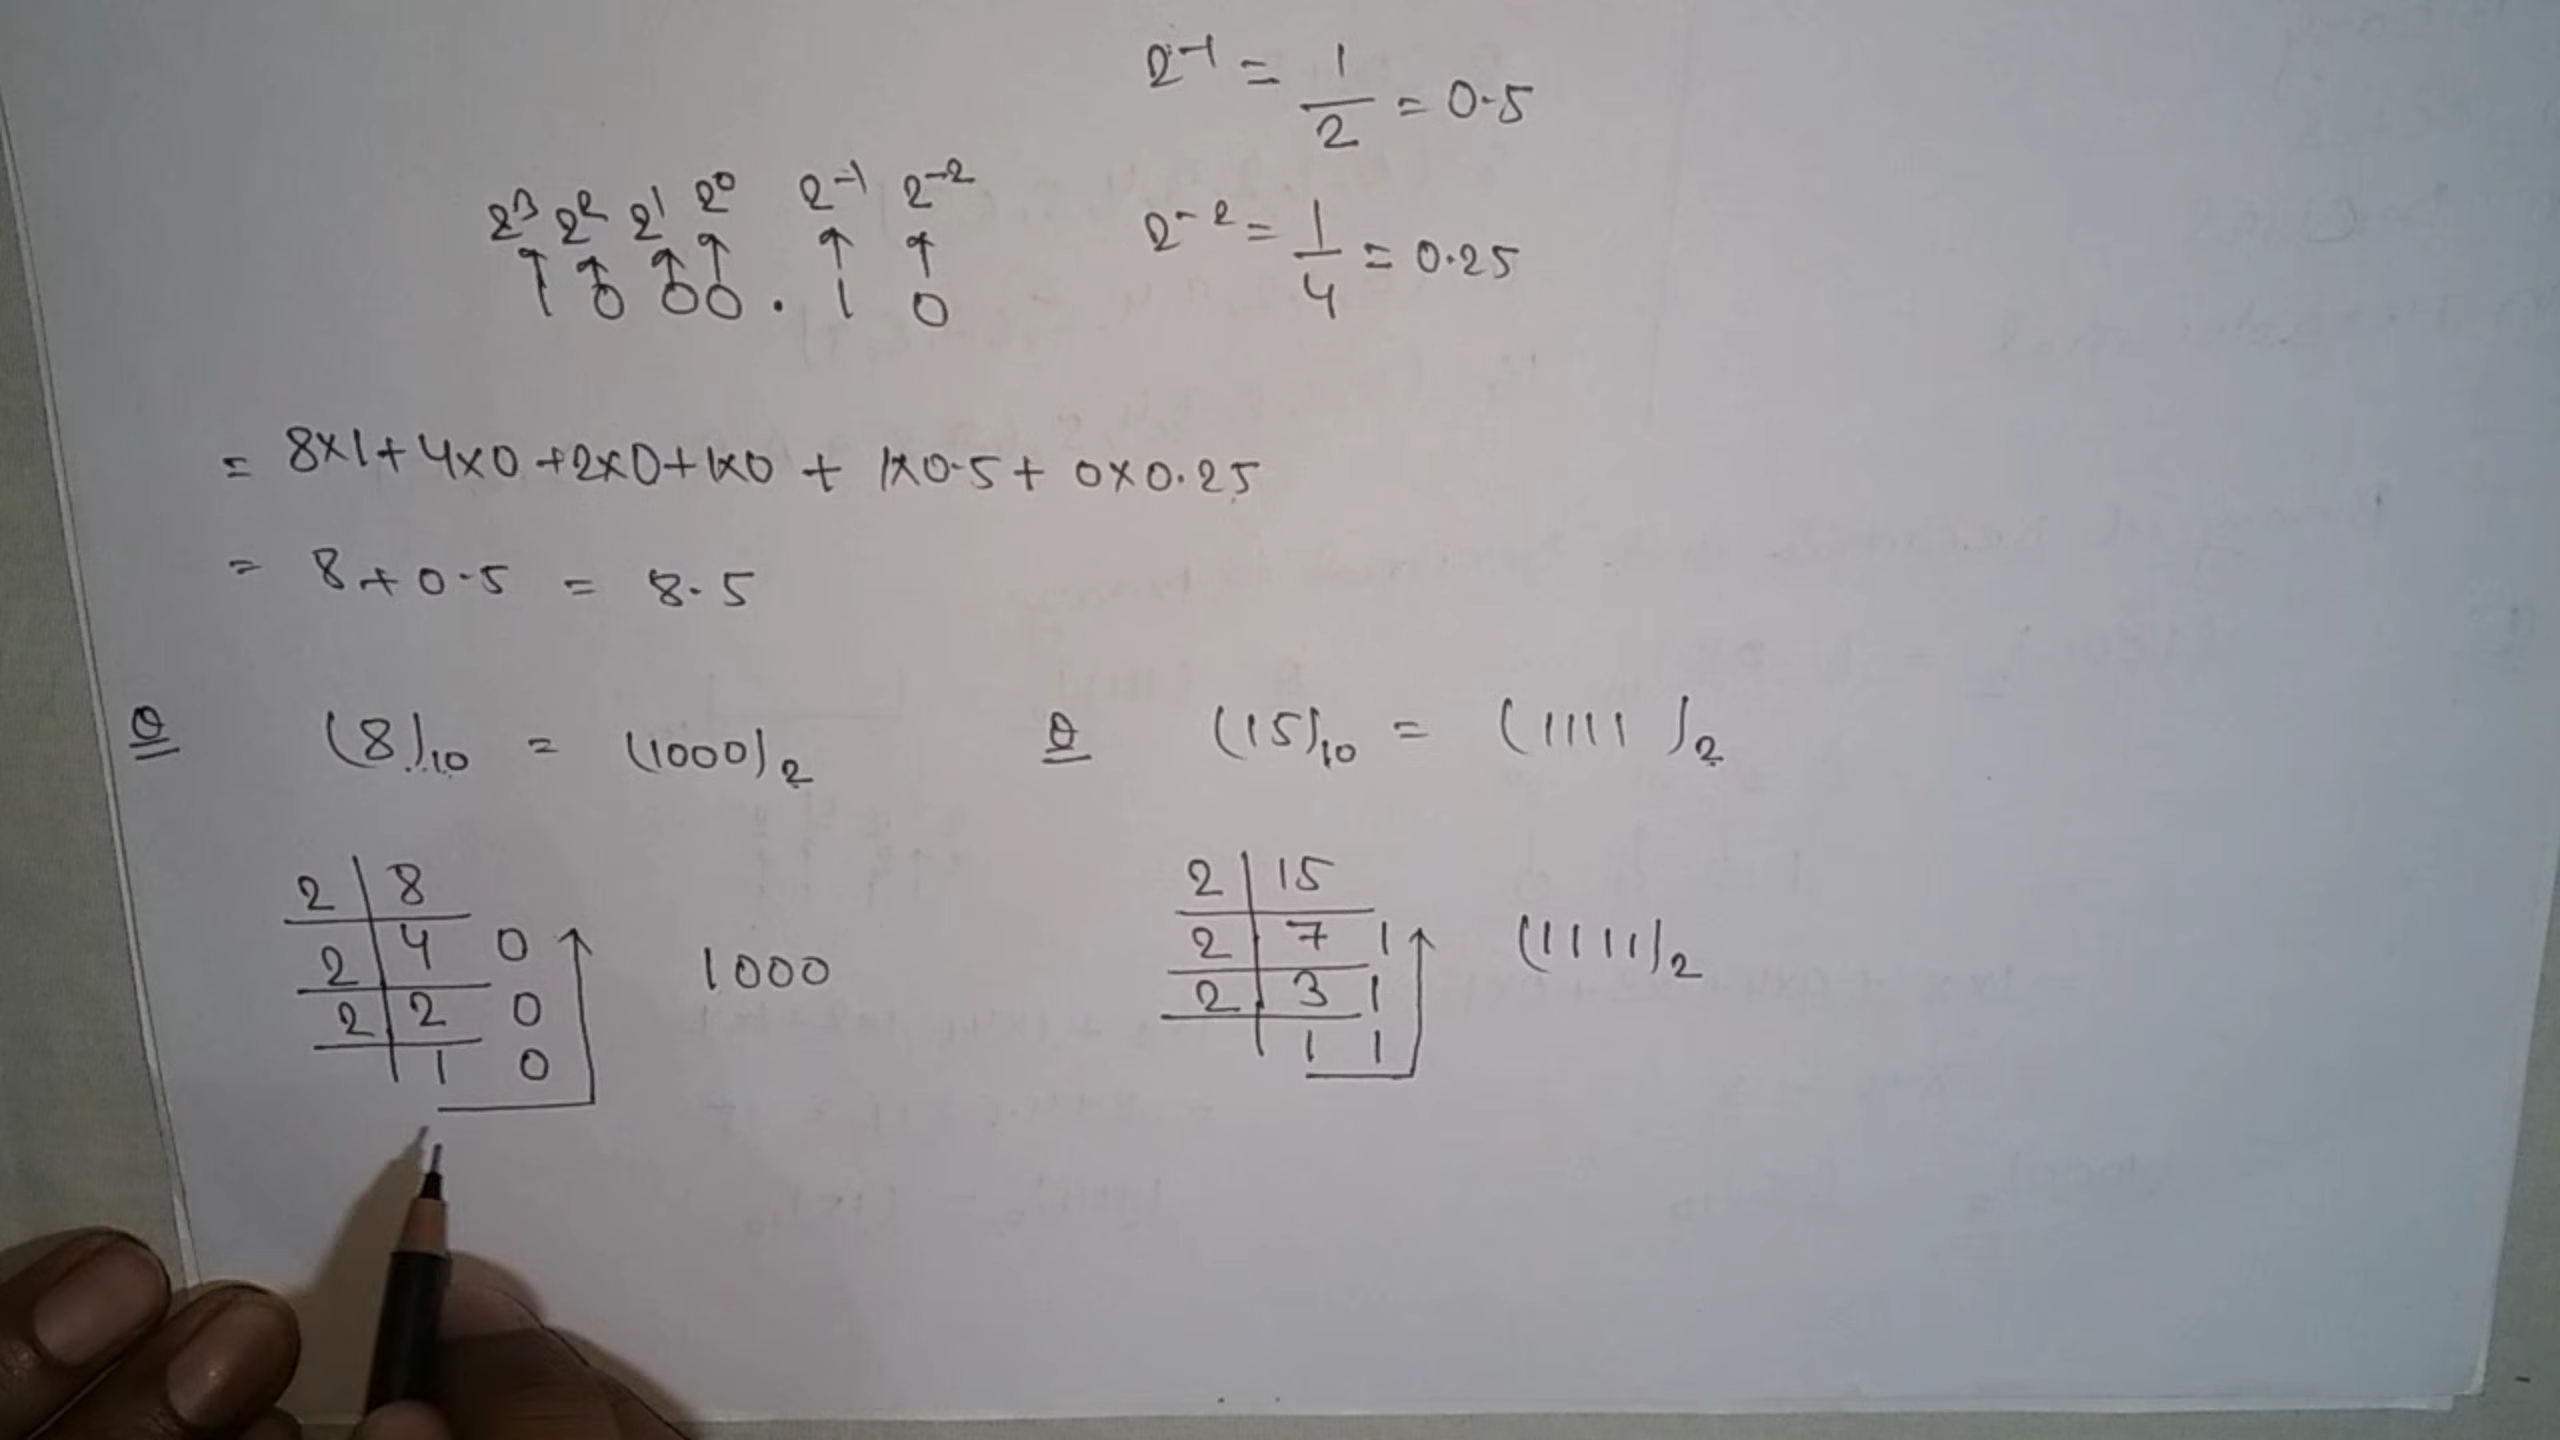 2⁻¹ = 1/2 = 0.5
2³ 2² 2¹ 2⁰ 2⁻¹ 2⁻²
1 0 0 0 . 1 0
2⁻² = 1/4 = 0.25
= 8×1+4×0+2×0+1×0 + 1×0.5+ 0×0.25
= 8+0.5 = 8.5
Q (8)₁₀ = (1000)₂
2 | 8
2 | 4 0
2 | 2 0
1 0
1000
Q (15)₁₀ = (1111)₂
2 | 15
2 | 7 1
2 | 3 1
1 1
(1111)₂